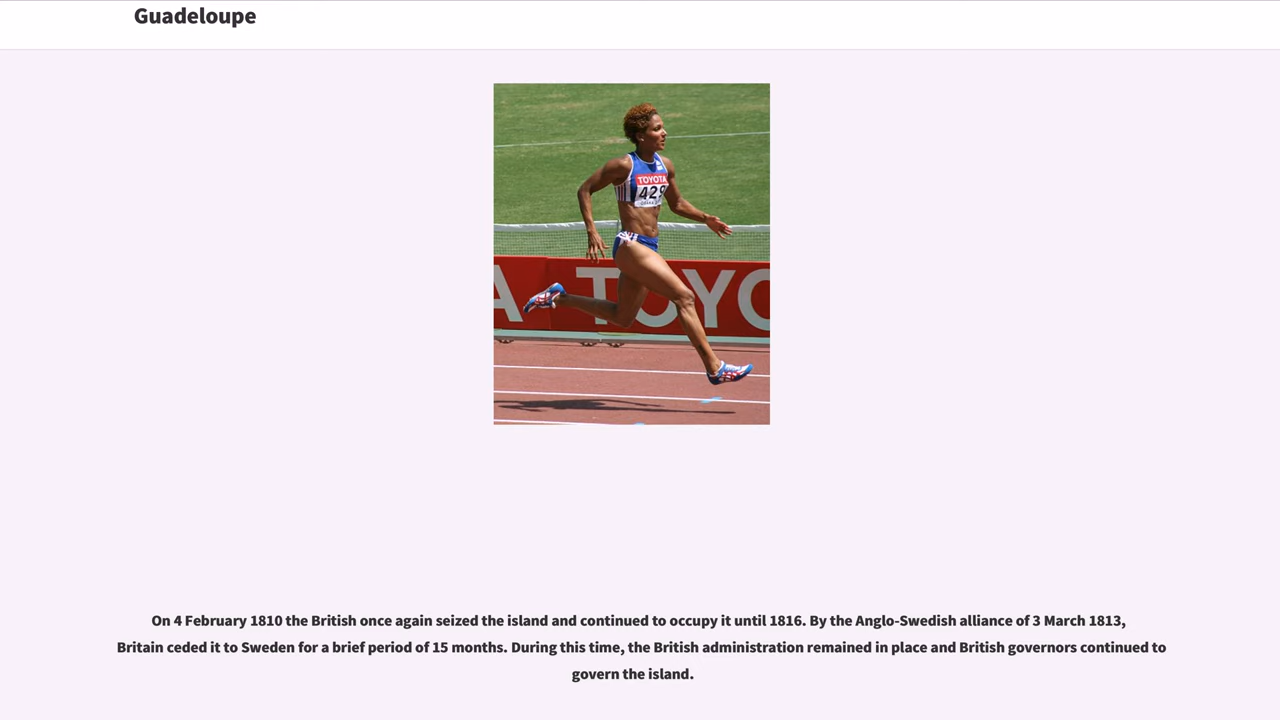 Guadeloupe
TOYOTA
429
A TOYO
On 4 February 1810 the British once again seized the island and continued to occupy it until 1816. By the Anglo-Swedish alliance of 3 March 1813,
Britain ceded it to Sweden for a brief period of 15 months. During this time, the British administration remained in place and British governors continued to
govern the island.